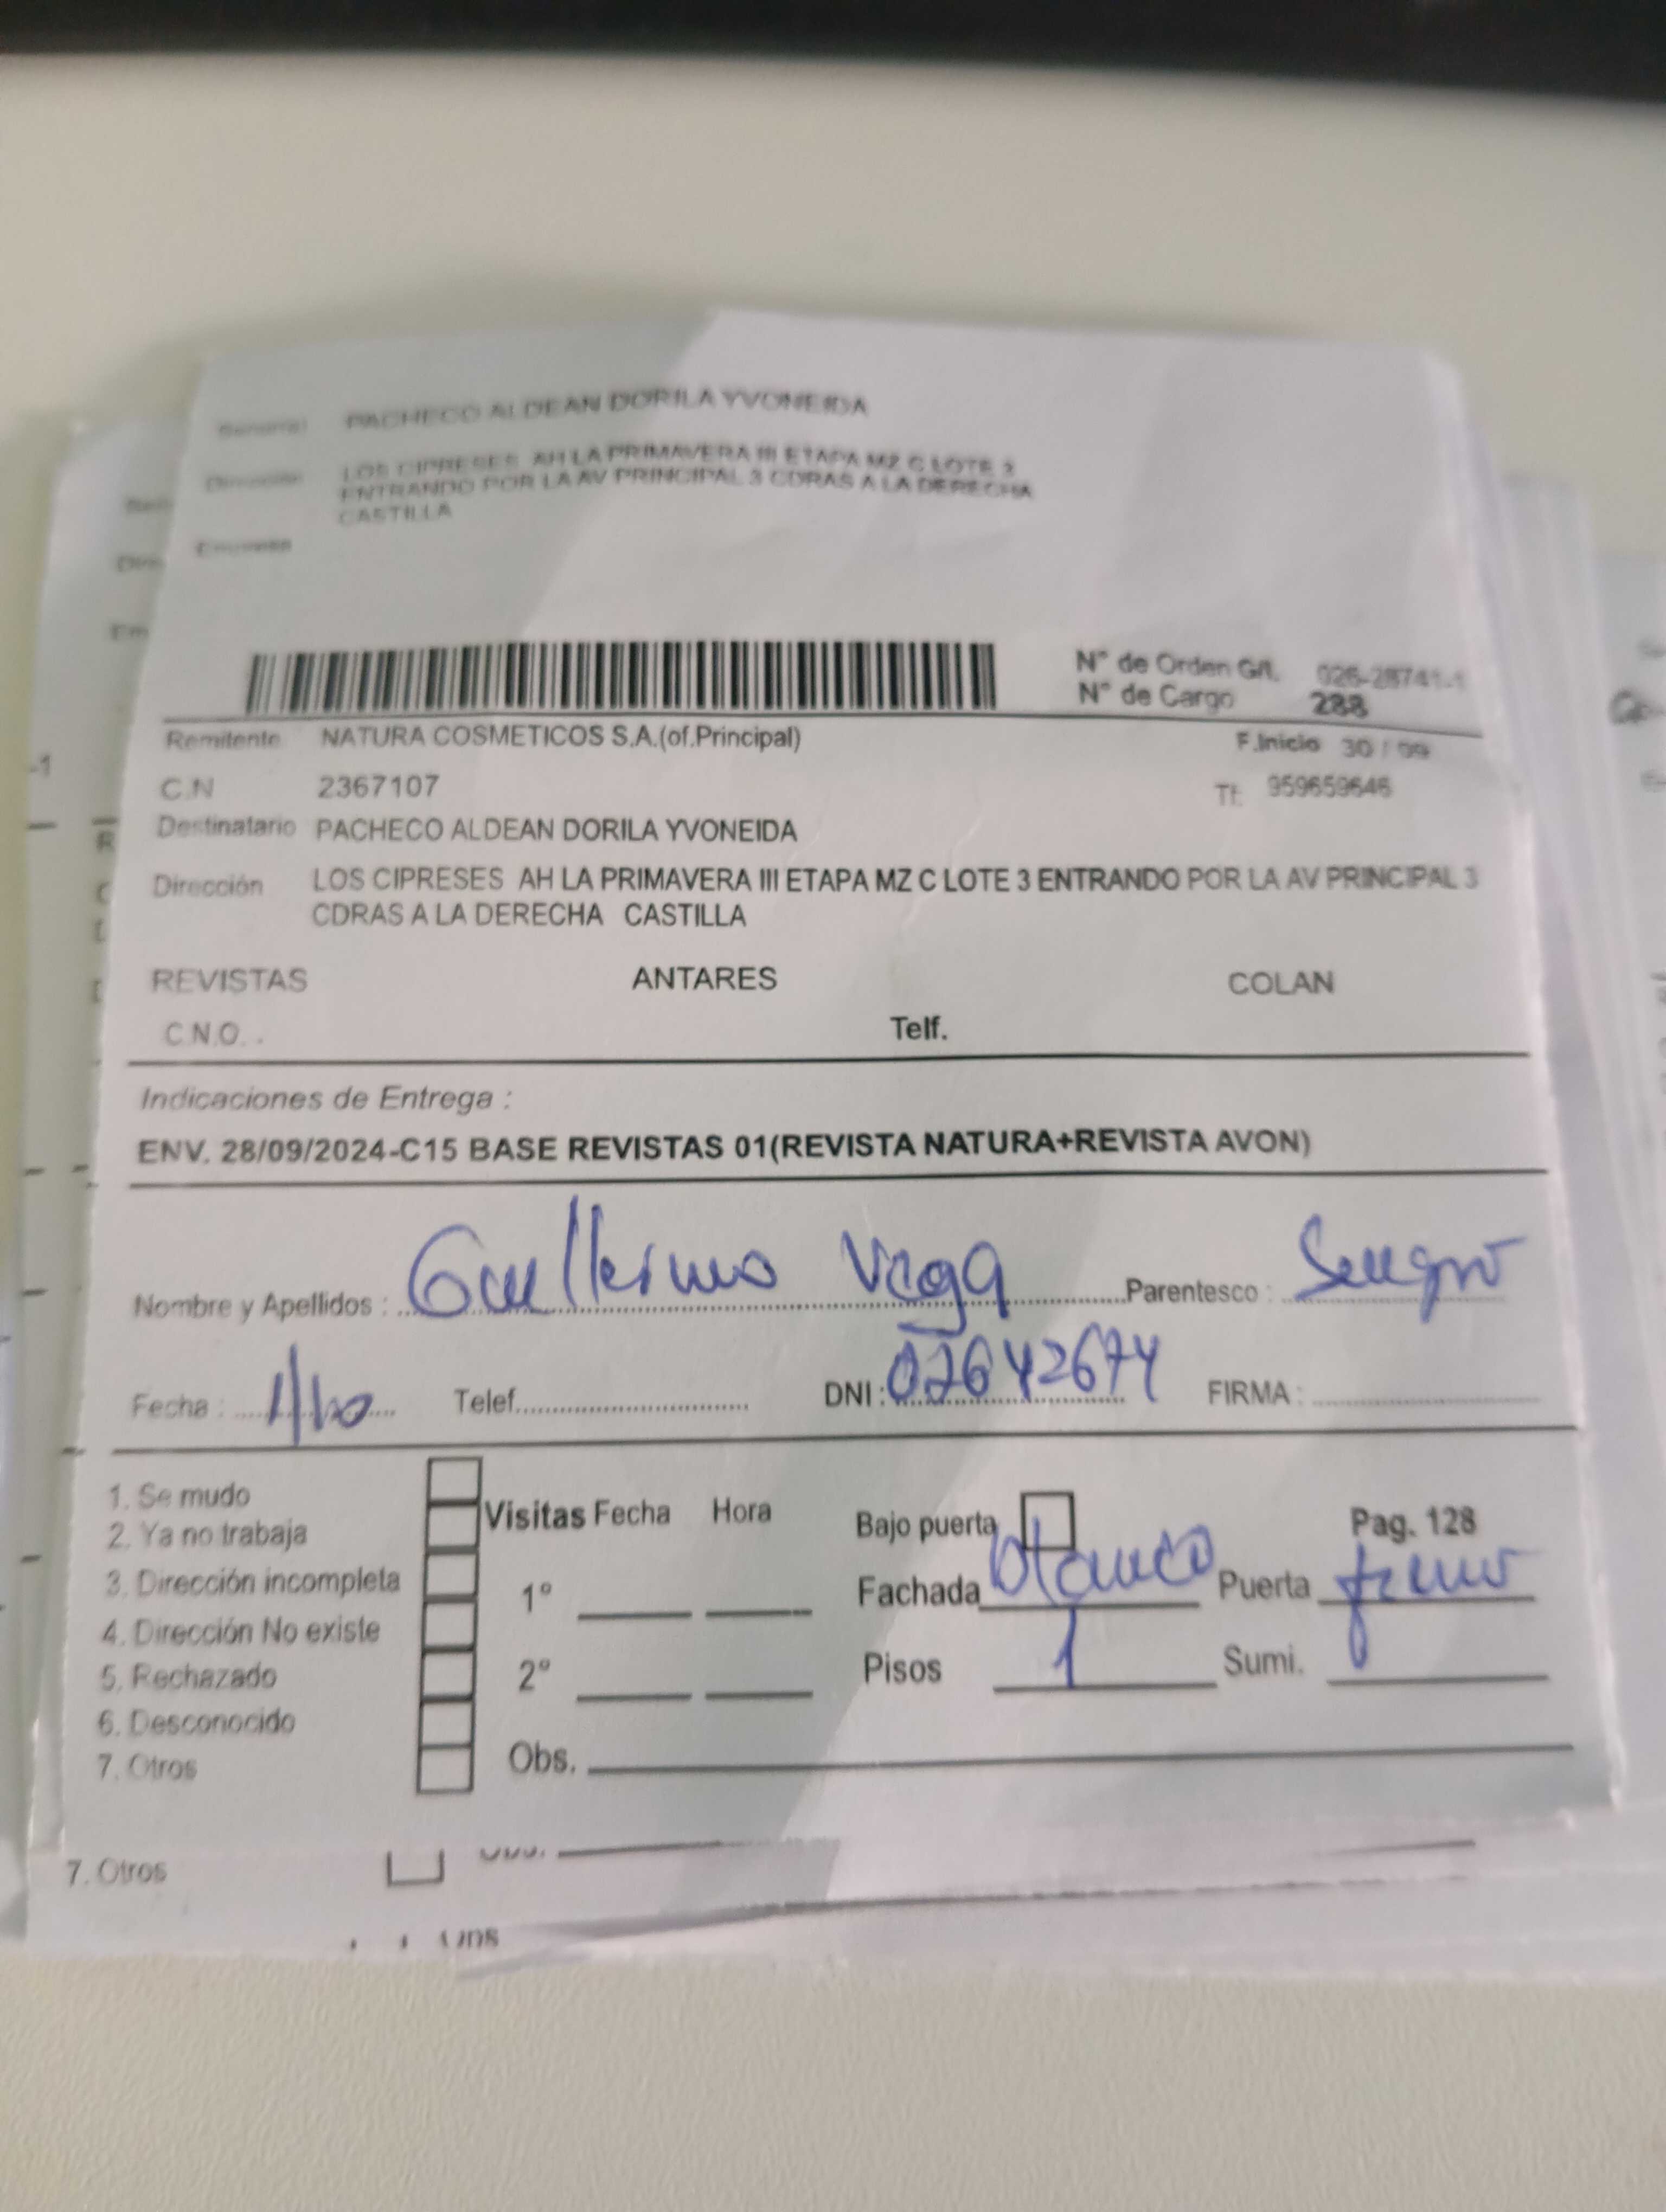 Señor(a) PACHECO ALDEAN DORILA YVONEIDA
Dirección LOS CIPRESES AH LA PRIMAVERA III ETAPA MZ C LOTE 3
ENTRANDO POR LA AV PRINCIPAL 3 CDRAS A LA DERECHA
CASTILLA
N° de Orden G/L 026-28741-1
N° de Cargo 288
Remitente NATURA COSMETICOS S.A.(of.Principal) F.Inicio 30 / 09
C.N 2367107 Tf: 959659646
Destinatario PACHECO ALDEAN DORILA YVONEIDA
Dirección LOS CIPRESES AH LA PRIMAVERA III ETAPA MZ C LOTE 3 ENTRANDO POR LA AV PRINCIPAL 3
CDRAS A LA DERECHA CASTILLA
REVISTAS ANTARES COLAN
C.N.O. . Telf.
Indicaciones de Entrega :
ENV. 28/09/2024-C15 BASE REVISTAS 01(REVISTA NATURA+REVISTA AVON)
Nombre y Apellidos : Guillermo Vega Parentesco : Suegro
Fecha : 1/10 Telef. DNI : 02642674 FIRMA :
1. Se mudo
2. Ya no trabaja
3. Dirección incompleta
4. Dirección No existe
5. Rechazado
6. Desconocido
7. Otros
Visitas Fecha Hora
1°
2°
Obs.
Bajo puerta Pag. 128
Fachada blanco Puerta fierro
Pisos 1 Sumi.
7. Otros Obs.
Obs